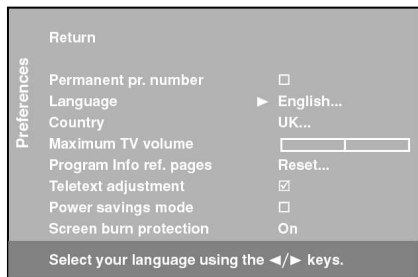 Preferences
Return
Permanent pr. number ☐
Language ► English...
Country UK...
Maximum TV volume
Program Info ref. pages Reset...
Teletext adjustment ☑
Power savings mode ☐
Screen burn protection On
Select your language using the ◄/► keys.